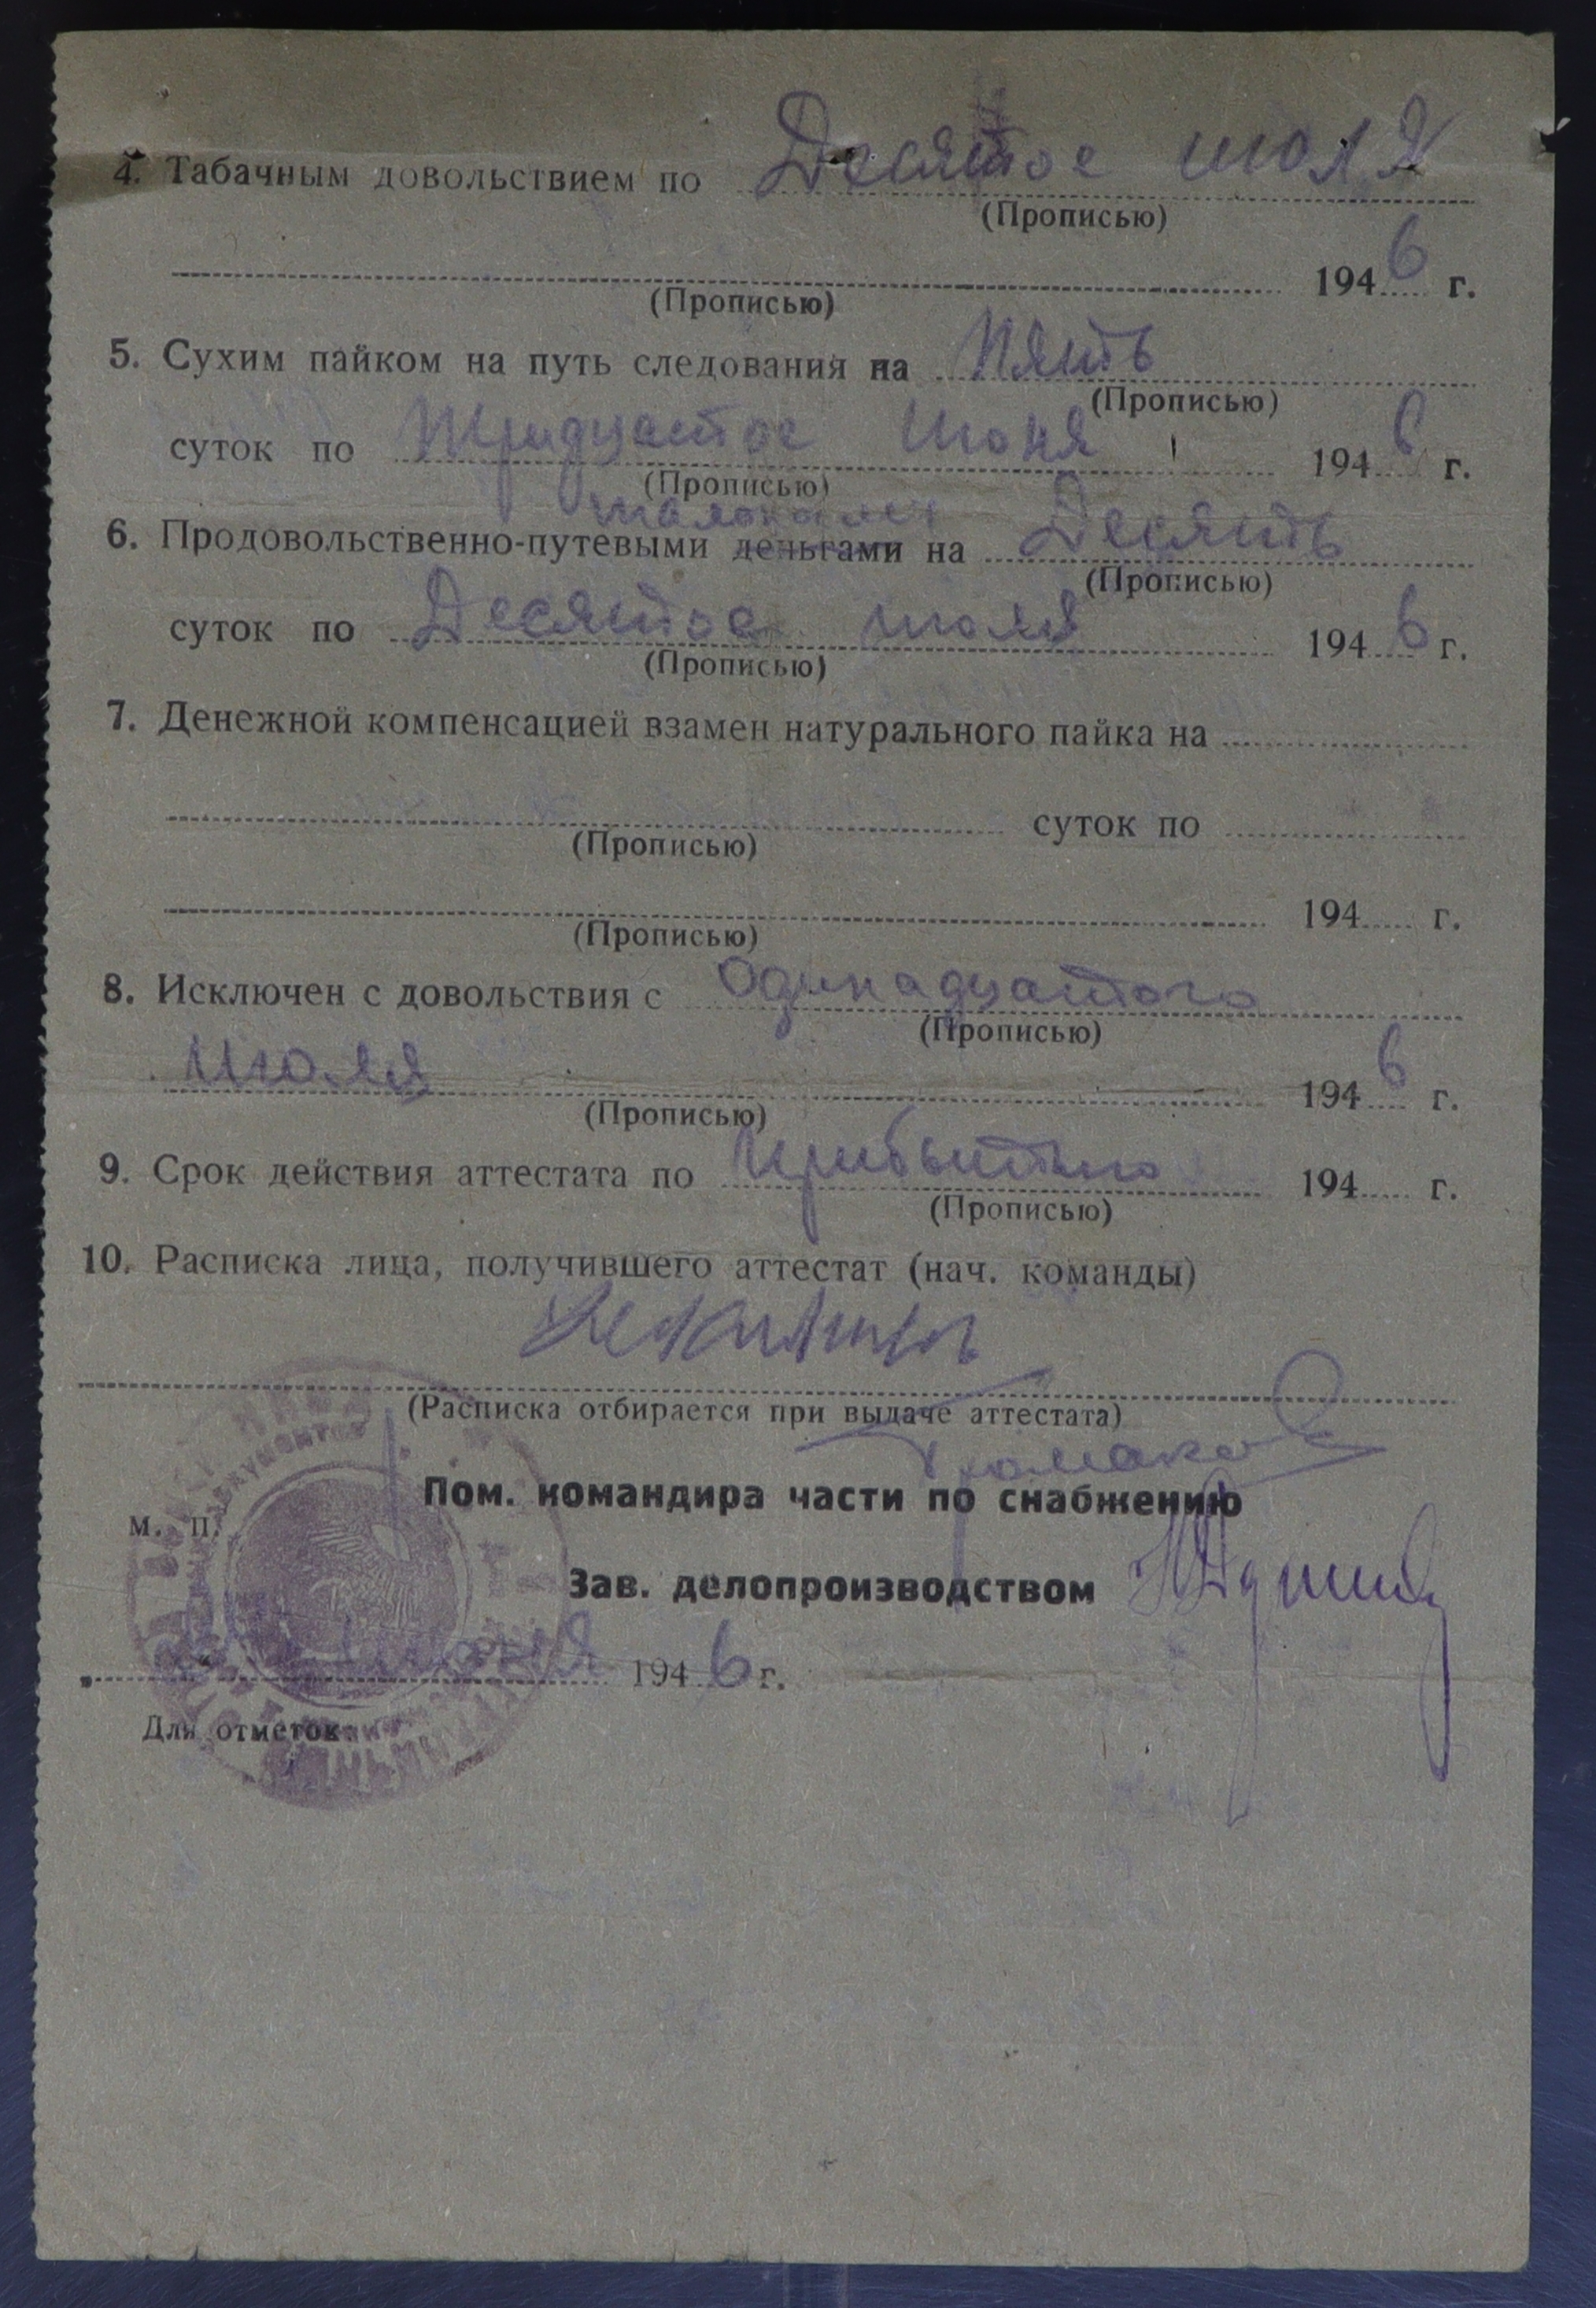 4. Табачным довольствием по Десятое июля
(Прописью)
1946 г.
(Прописью)
5. Сухим пайком на путь следования на Пять
(Прописью)
суток по Тридцатое июня 1946 г.
(Прописью)
талонами
6. Продовольственно-путевыми деньгами на Десять
(Прописью)
суток по Десятое июля 1946 г.
(Прописью)
7. Денежной компенсацией взамен натурального пайка на
суток по
(Прописью)
194 г.
(Прописью)
8. Исключен с довольствия с Одинадцатого
(Прописью)
июля 1946 г.
(Прописью)
9. Срок действия аттестата по прибытию 194 г.
(Прописью)
10. Расписка лица, получившего аттестат (нач. команды)
(Расписка отбирается при выдаче аттестата)
Пом. командира части по снабжению
М. П.
Зав. делопроизводством
июня 1946 г.
Для отметок: